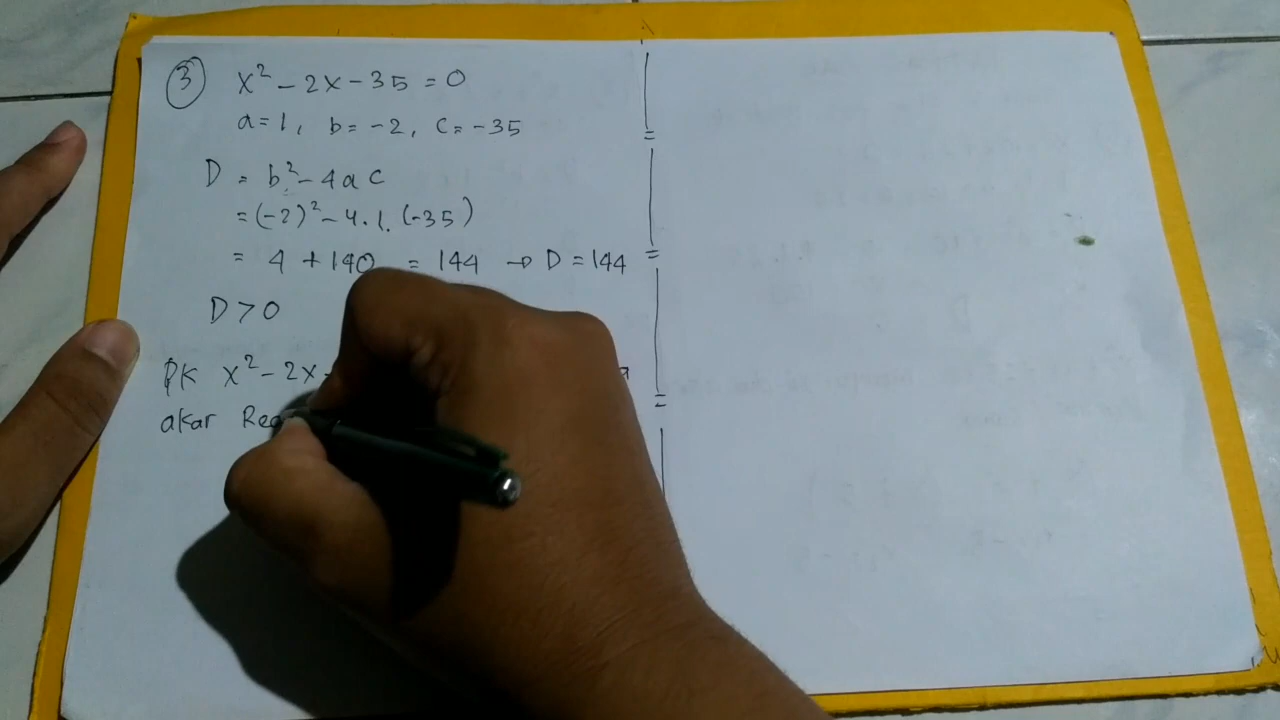 ③ x² - 2x - 35 = 0
a = 1, b = -2, c = -35
D = b² - 4ac
= (-2)² - 4.1.(-35)
= 4 + 140 = 144 → D = 144
D > 0
PK x² - 2x -
akar